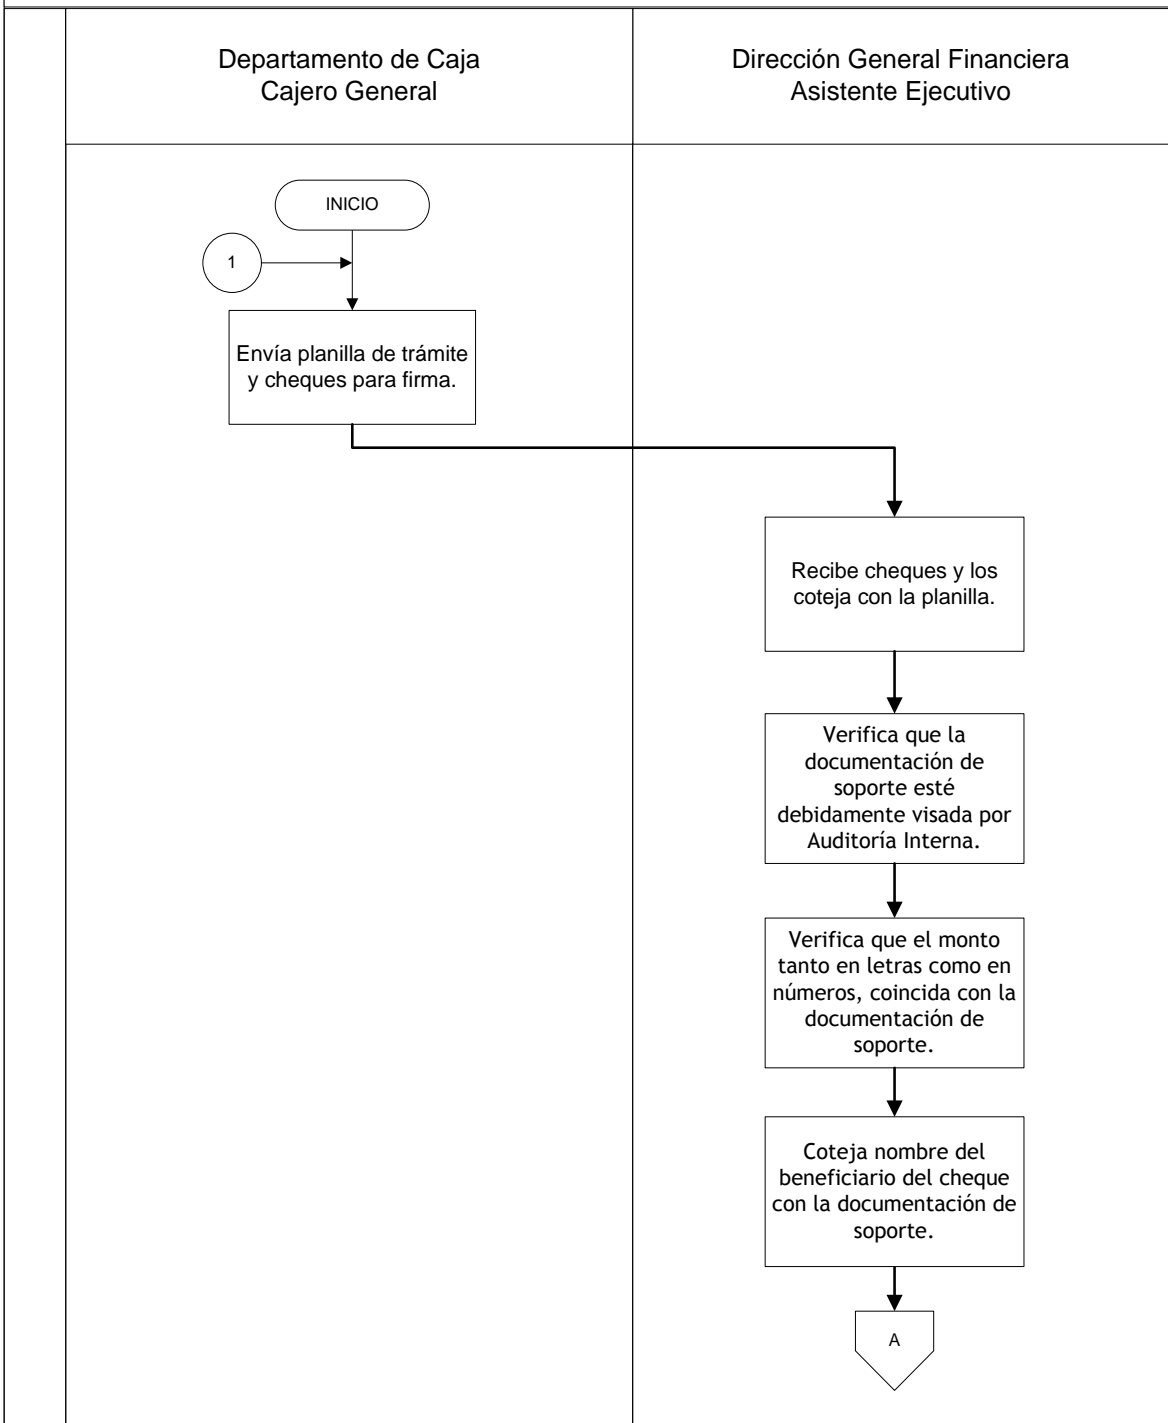 Departamento de Caja
Cajero General
Dirección General Financiera
Asistente Ejecutivo
INICIO
1
Envía planilla de trámite
y cheques para firma.
Recibe cheques y los
coteja con la planilla.
Verifica que la
documentación de
soporte esté
debidamente visada por
Auditoría Interna.
Verifica que el monto
tanto en letras como en
números, coincida con la
documentación de
soporte.
Coteja nombre del
beneficiario del cheque
con la documentación de
soporte.
A